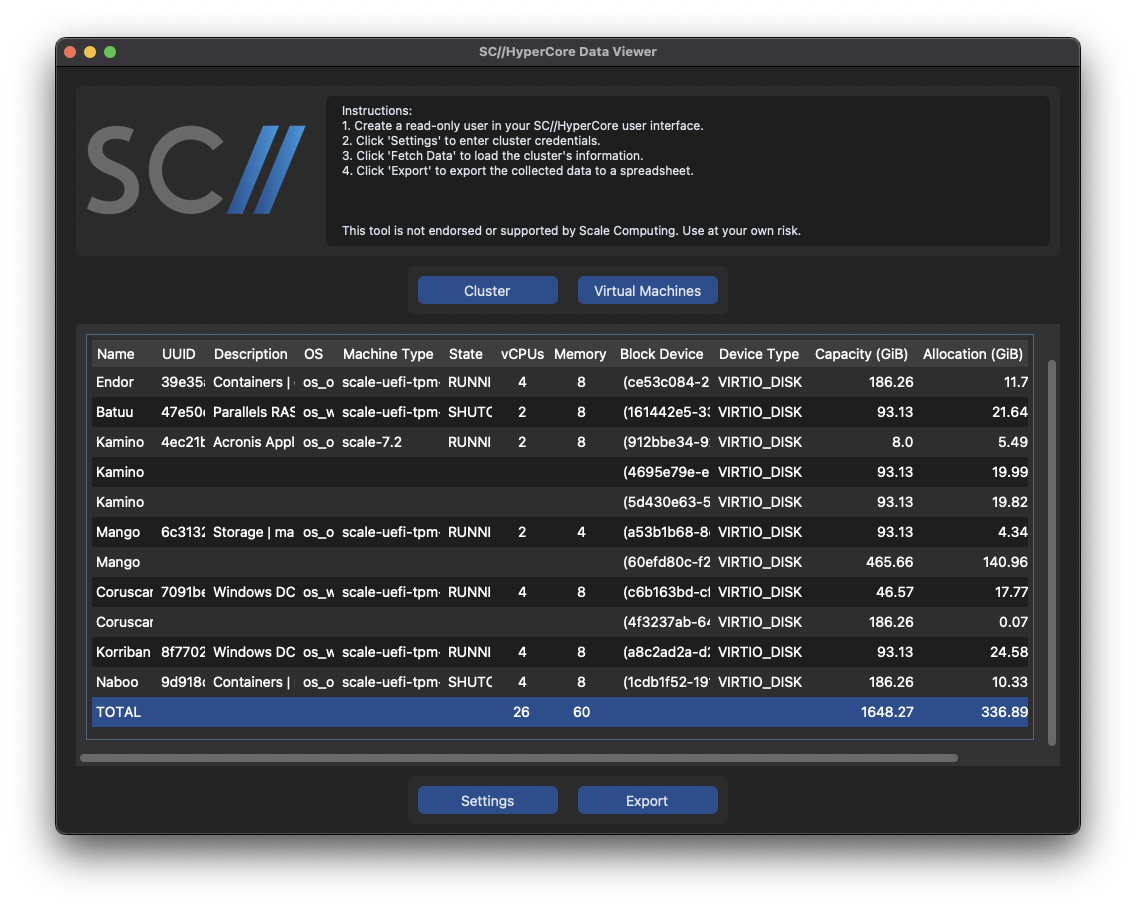 SC//HyperCore Data Viewer
SC//
Instructions:
1. Create a read-only user in your SC//HyperCore user interface.
2. Click 'Settings' to enter cluster credentials.
3. Click 'Fetch Data' to load the cluster's information.
4. Click 'Export' to export the collected data to a spreadsheet.
This tool is not endorsed or supported by Scale Computing. Use at your own risk.
Cluster Virtual Machines
Name UUID Description OS Machine Type State vCPUs Memory Block Device Device Type Capacity (GiB) Allocation (GiB)
Endor 39e35a Containers | os_o scale-uefi-tpm- RUNNI 4 8 (ce53c084-2 VIRTIO_DISK 186.26 11.7
Batuu 47e50 Parallels RAS os_w scale-uefi-tpm- SHUTC 2 8 (161442e5-33 VIRTIO_DISK 93.13 21.64
Kamino 4ec21b Acronis Appl os_o scale-7.2 RUNNI 2 8 (912bbe34-9 VIRTIO_DISK 8.0 5.49
Kamino (4695e79e-e VIRTIO_DISK 93.13 19.99
Kamino (5d430e63-5 VIRTIO_DISK 93.13 19.82
Mango 6c3132 Storage | ma os_o scale-uefi-tpm- RUNNI 2 4 (a53b1b68-8 VIRTIO_DISK 93.13 4.34
Mango (60efd80c-f2 VIRTIO_DISK 465.66 140.96
Coruscan 7091be Windows DC os_w scale-uefi-tpm- RUNNI 4 8 (c6b163bd-cf VIRTIO_DISK 46.57 17.77
Coruscan (4f3237ab-64 VIRTIO_DISK 186.26 0.07
Korriban 8f7702 Windows DC os_w scale-uefi-tpm- RUNNI 4 8 (a8c2ad2a-d2 VIRTIO_DISK 93.13 24.58
Naboo 9d918 Containers | os_o scale-uefi-tpm- SHUTC 4 8 (1cdb1f52-19 VIRTIO_DISK 186.26 10.33
TOTAL 26 60 1648.27 336.89
Settings Export